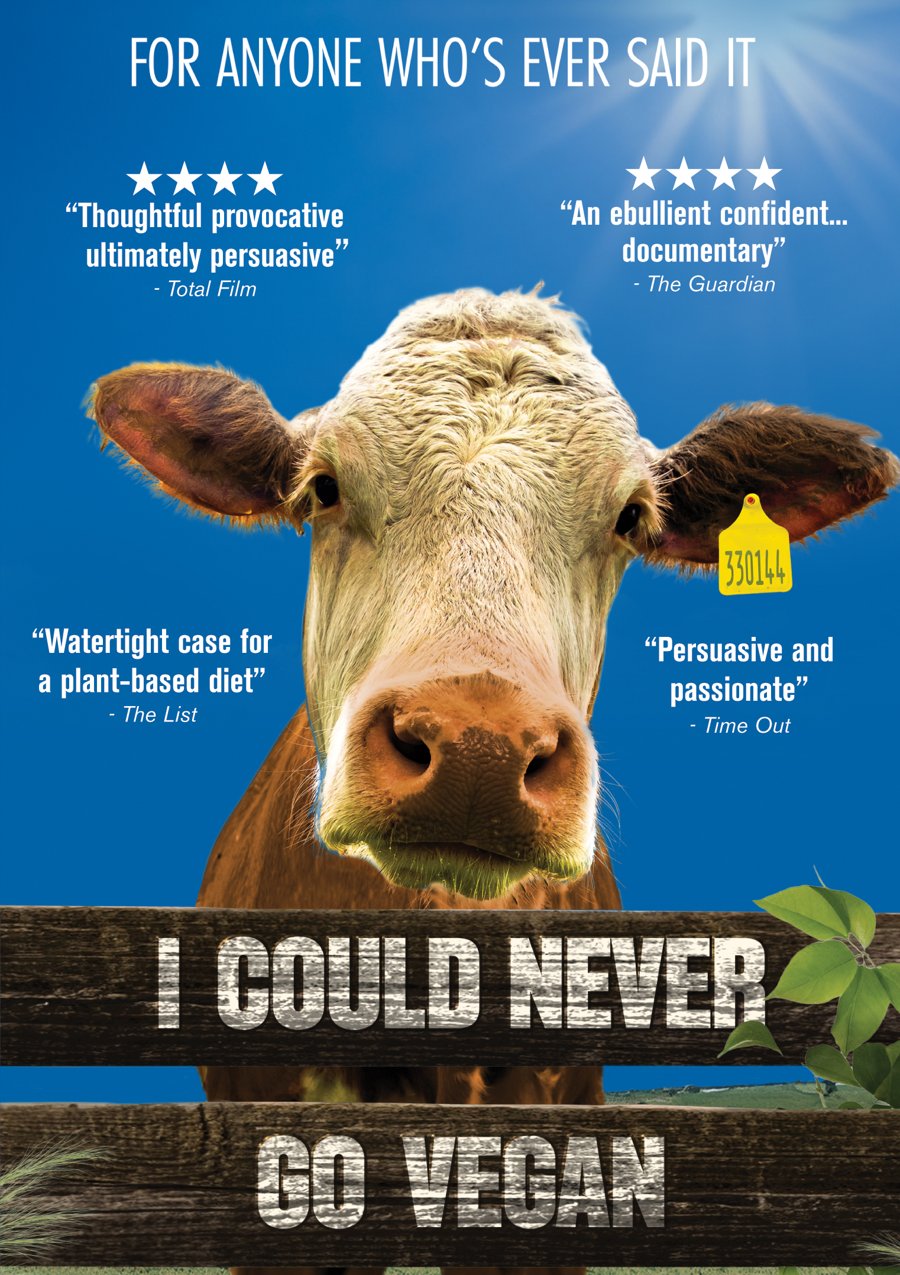 FOR ANYONE WHO'S EVER SAID IT
★★★★
“Thoughtful provocative
ultimately persuasive”
- Total Film
★★★★
“An ebullient confident...
documentary”
- The Guardian
330144
“Watertight case for
a plant-based diet”
- The List
“Persuasive and
passionate”
- Time Out
I COULD NEVER
GO VEGAN